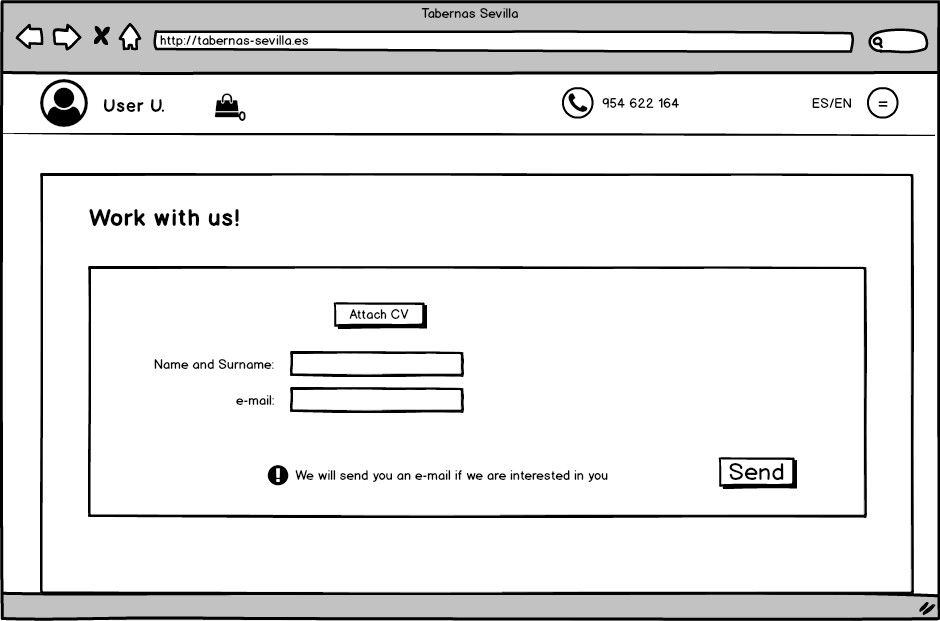 Tabernas Sevilla
http://tabernas-sevilla.es
User U.
954 622 164
ES/EN
=
Work with us!
Attach CV
Name and Surname:
e-mail:
! We will send you an e-mail if we are interested in you
Send